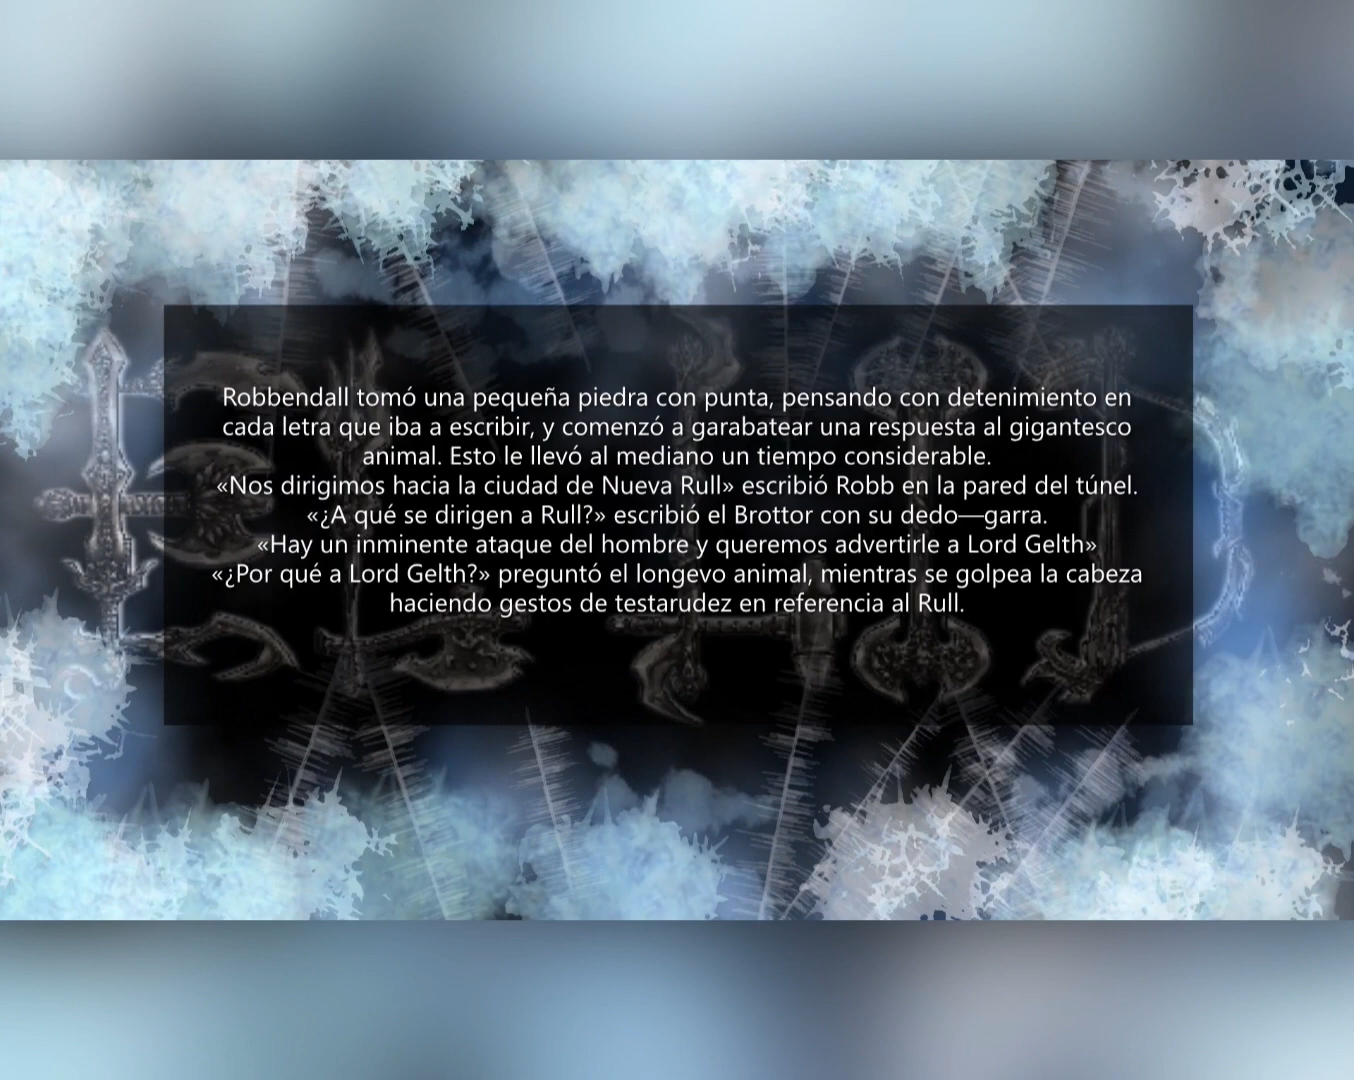 Robbendall tomó una pequeña piedra con punta, pensando con detenimiento en
cada letra que iba a escribir, y comenzó a garabatear una respuesta al gigantesco
animal. Esto le llevó al mediano un tiempo considerable.
«Nos dirigimos hacia la ciudad de Nueva Rull» escribió Robb en la pared del túnel.
«¿A qué se dirigen a Rull?» escribió el Brottor con su dedo—garra.
«Hay un inminente ataque del hombre y queremos advertirle a Lord Gelth»
«¿Por qué a Lord Gelth?» preguntó el longevo animal, mientras se golpea la cabeza
haciendo gestos de testarudez en referencia al Rull.